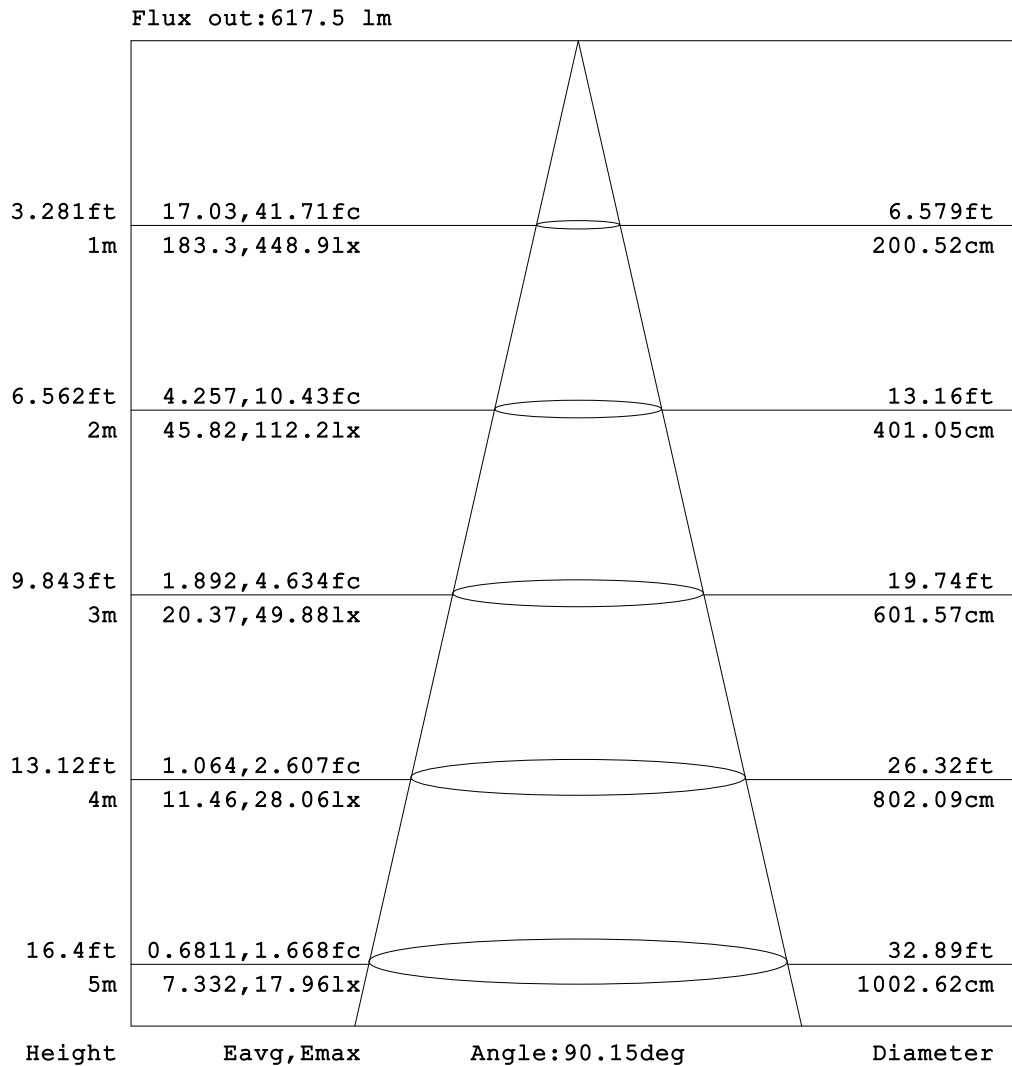 Flux out:617.5 lm
3.281ft 17.03,41.71fc 6.579ft
1m 183.3,448.9lx 200.52cm
6.562ft 4.257,10.43fc 13.16ft
2m 45.82,112.2lx 401.05cm
9.843ft 1.892,4.634fc 19.74ft
3m 20.37,49.88lx 601.57cm
13.12ft 1.064,2.607fc 26.32ft
4m 11.46,28.06lx 802.09cm
16.4ft 0.6811,1.668fc 32.89ft
5m 7.332,17.96lx 1002.62cm
Height Eavg,Emax Angle:90.15deg Diameter